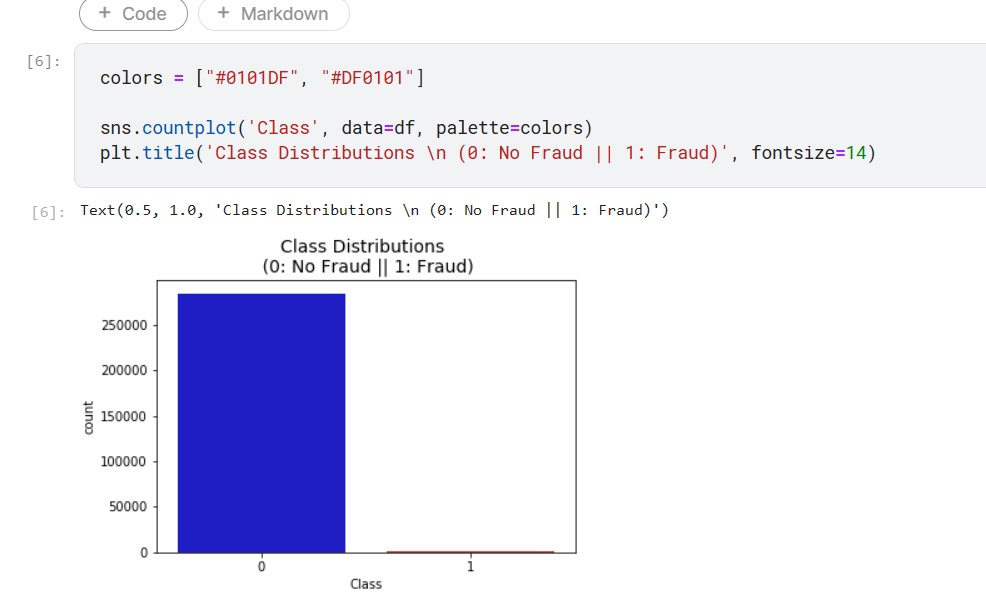 + Code + Markdown
[6]:
colors = ["#0101DF", "#DF0101"]
sns.countplot('Class', data=df, palette=colors)
plt.title('Class Distributions \n (0: No Fraud || 1: Fraud)', fontsize=14)
[6]: Text(0.5, 1.0, 'Class Distributions \n (0: No Fraud || 1: Fraud)')
Class Distributions
(0: No Fraud || 1: Fraud)
250000
200000
150000
100000
50000
0
count
0 1
Class